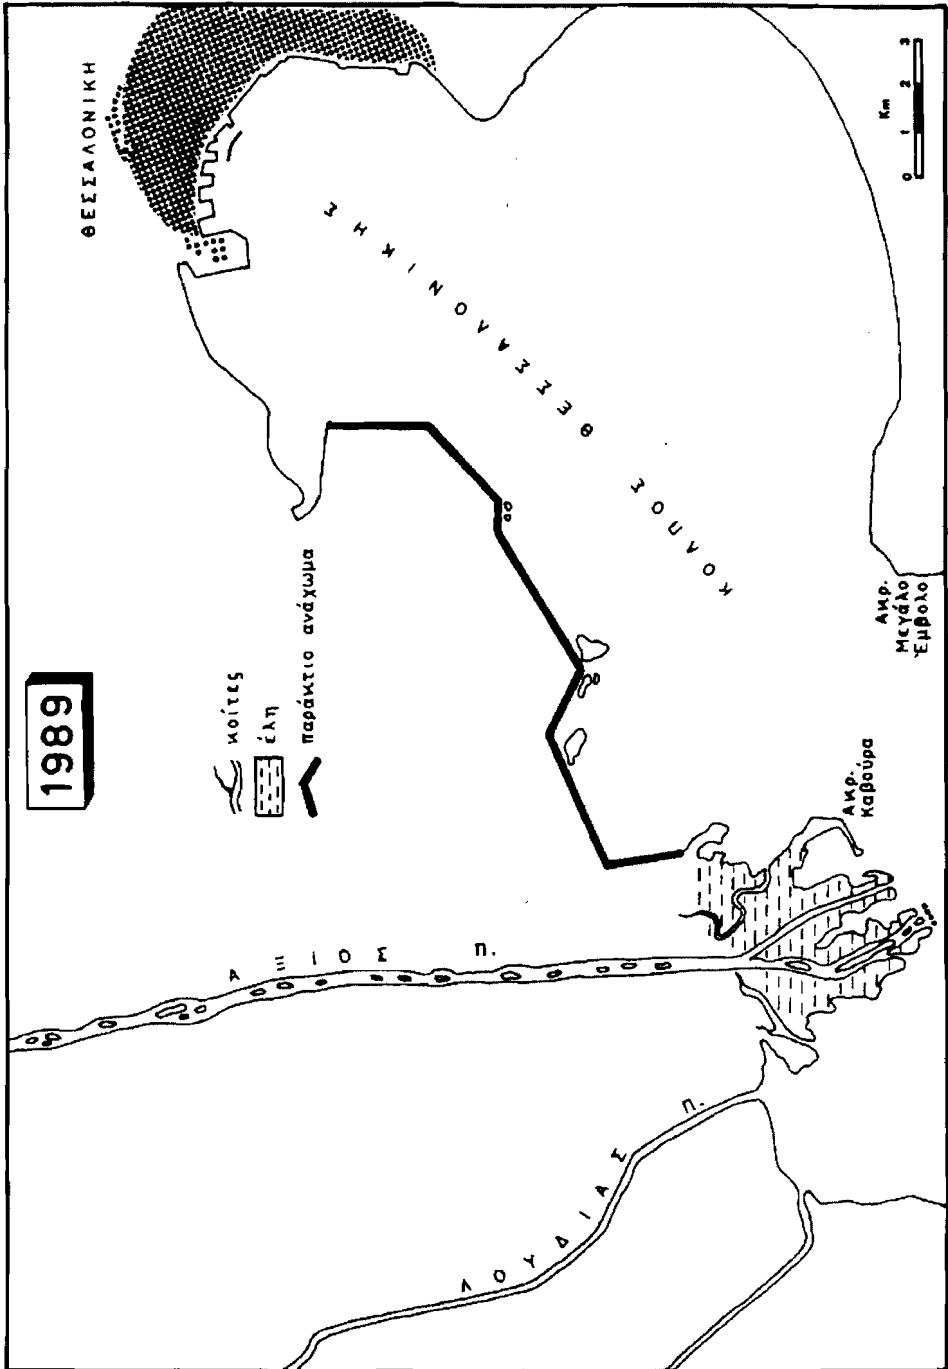 1989
κοίτες
έλη
παράκτιο ανάχωμα
ΘΕΣΣΑΛΟΝΙΚΗ
ΚΟΛΠΟΣ ΘΕΣΣΑΛΟΝΙΚΗΣ
ΑΞΙΟΣ Π.
ΛΟΥΔΙΑΣ Π.
Ακρ.
Καβούρα
Ακρ.
Μεγάλο
Έμβολο
Km
0 1 2 3